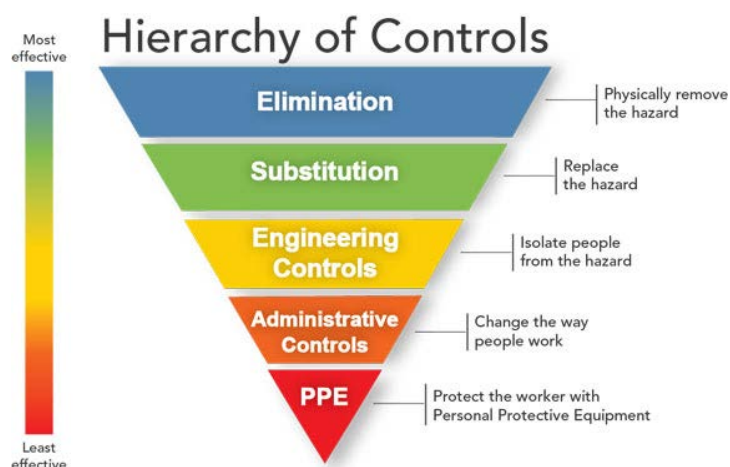 Hierarchy of Controls
Most
effective
Elimination
Physically remove
the hazard
Substitution
Replace
the hazard
Engineering
Controls
Isolate people
from the hazard
Administrative
Controls
Change the way
people work
PPE
Protect the worker with
Personal Protective Equipment
Least
effective